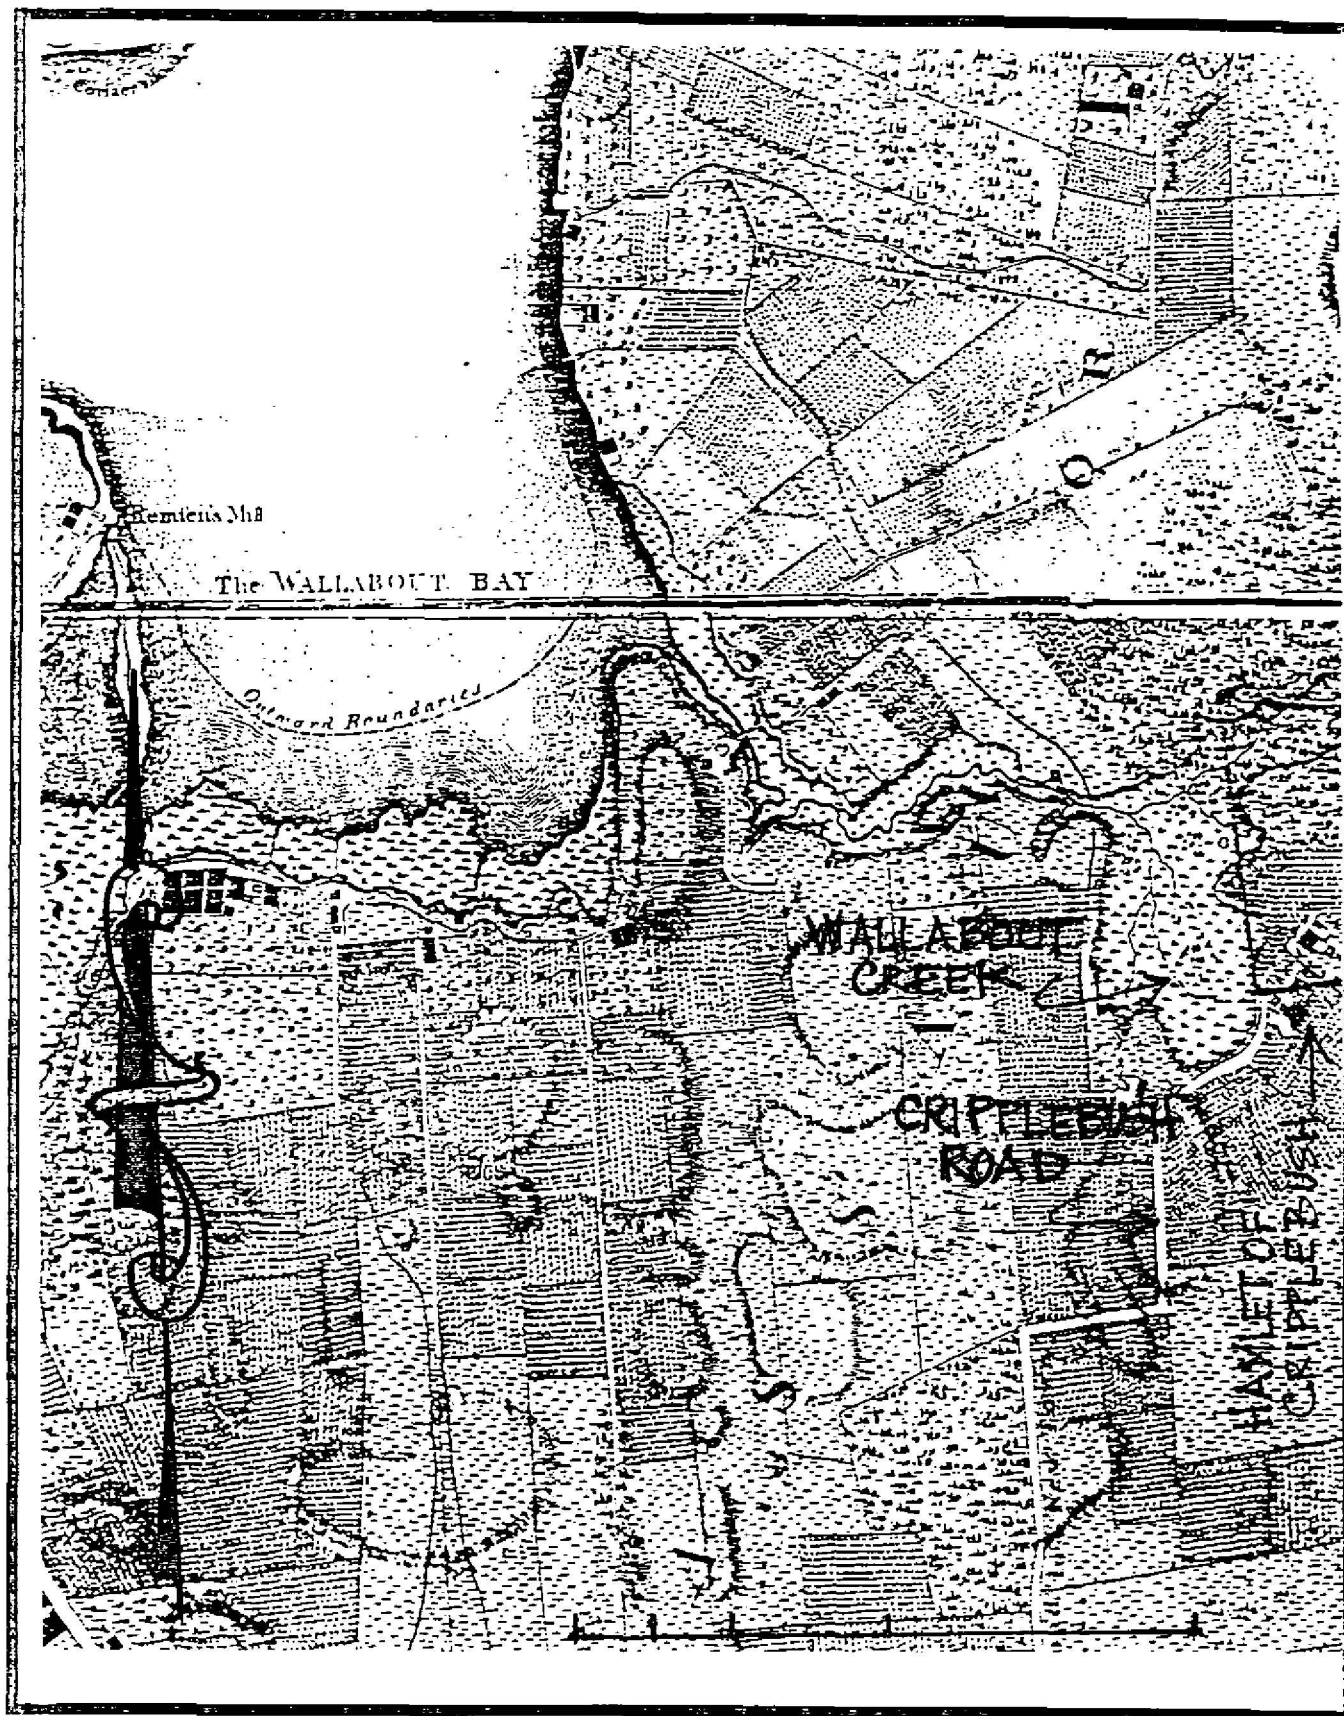 Remsen's Mill
The WALLABOUT BAY
Outward Boundaries
WALLABOUT
CREEK
CRIPPLEBUSH
ROAD
HAMLET OF
CRIPPLEBUSH